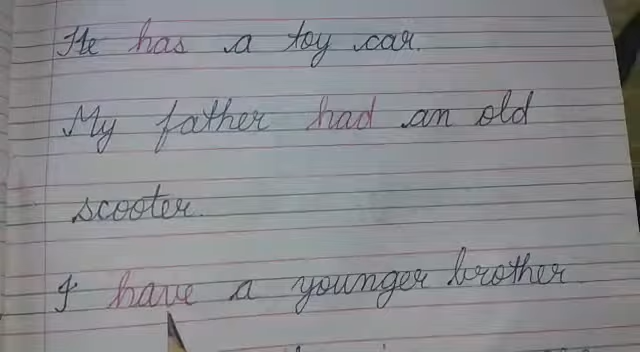 He has a toy car.
My father had an old
scooter.
I have a younger brother